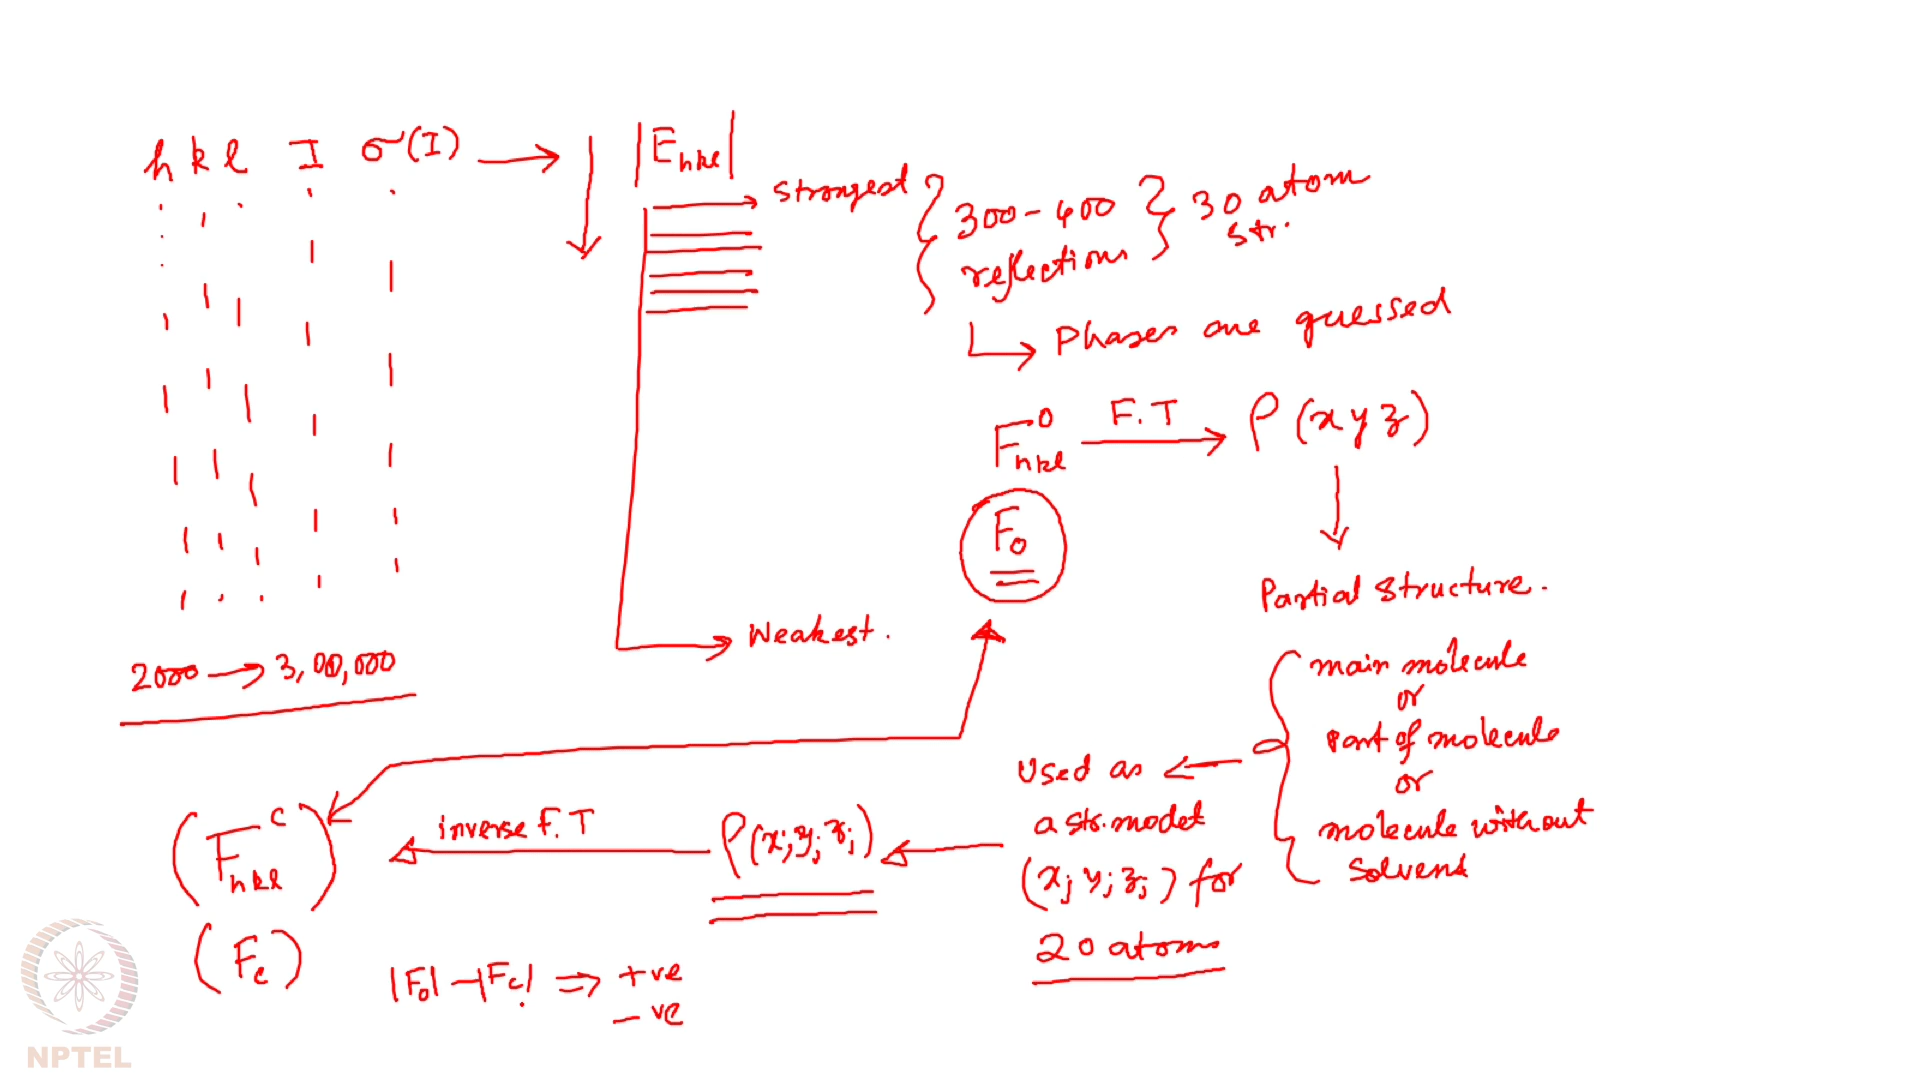 h k l I σ(I) → |E_hkl|
→ strongest { 300-400 reflections } 30 atom str.
↳ Phases are guessed
F^o_hkl F.T → ρ(x y z)
F_o
Partial structure.
Weakest.
2000 → 3,00,000
main molecule
or
part of molecule
or
molecule without
solvent
Used as
a str. model
(x_j y_j z_j) for
20 atoms
ρ(x_j y_j z_j)
inverse F.T
(F^c_hkl)
(F_c)
|F_o| - |F_c| ⇒ +ve
- ve
NPTEL